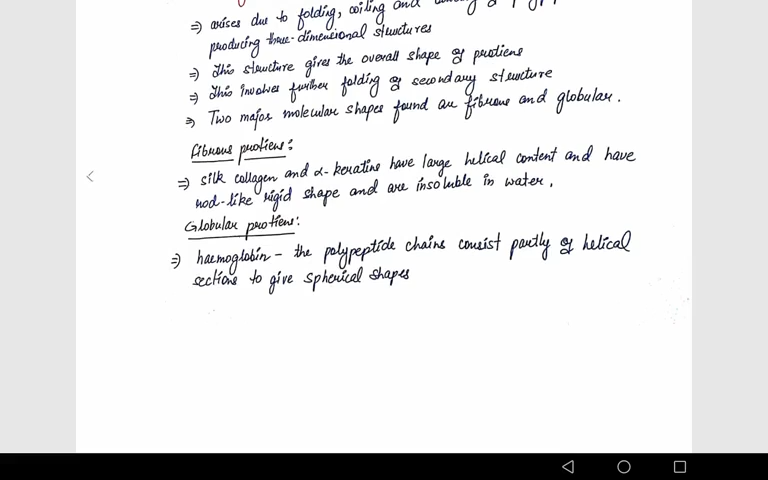 ⇒ arises due to folding, coiling and
producing three-dimensional structures
⇒ This structure gives the overall shape of protiens
⇒ This involves further folding of secondary structure
⇒ Two major molecular shapes found are fibrous and globular.
fibrous protiens:
⇒ silk collagen and α-keratine have large helical content and have
rod-like rigid shape and are insoluble in water.
Globular protiens:
⇒ haemoglobin - the polypeptide chains consist partly of helical
sections to give spherical shapes